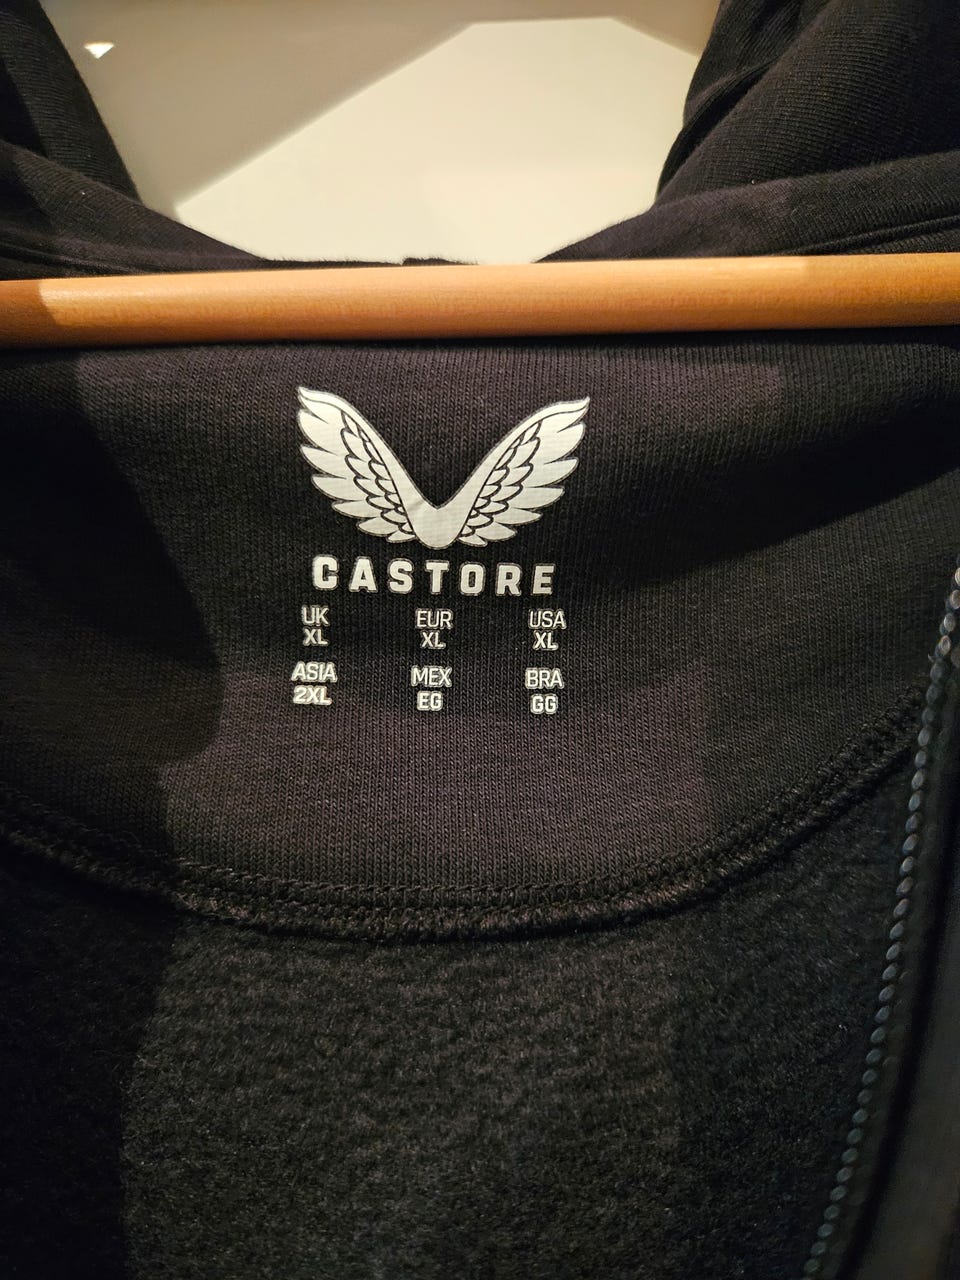 CASTORE
UK EUR USA
XL XL XL
ASIA MEX BRA
2XL EG GG